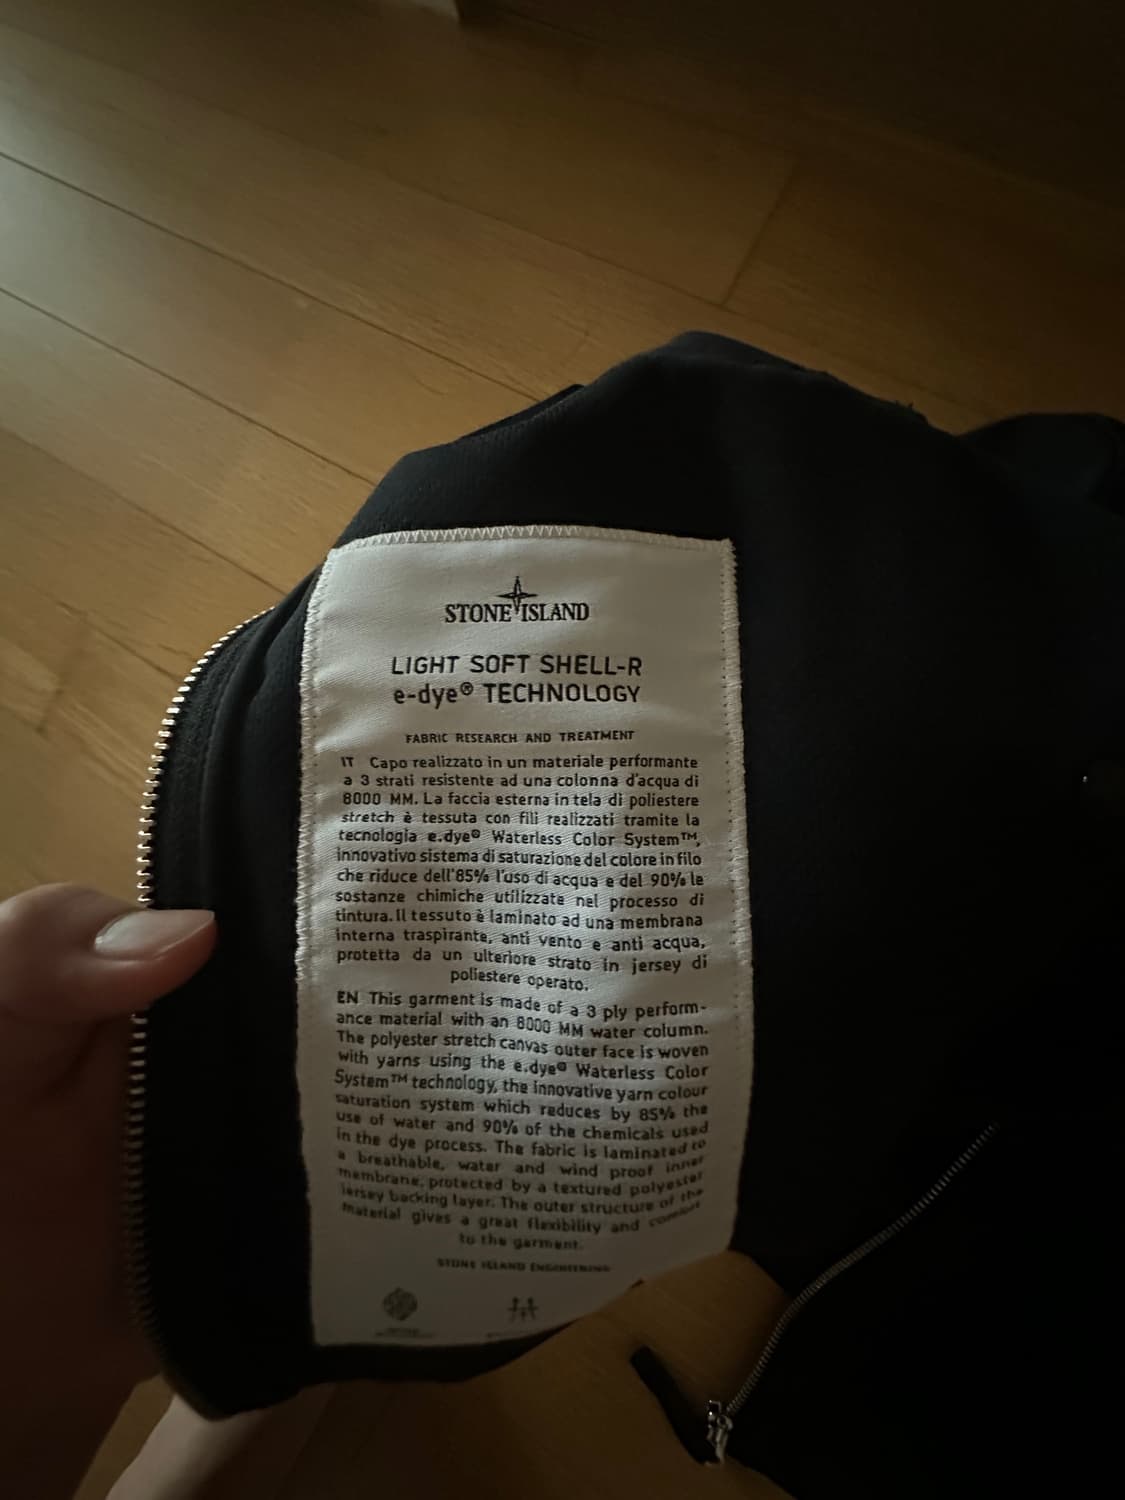 STONE ISLAND
LIGHT SOFT SHELL-R
e-dye® TECHNOLOGY
FABRIC RESEARCH AND TREATMENT
IT Capo realizzato in un materiale performante
a 3 strati resistente ad una colonna d'acqua di
8000 MM. La faccia esterna in tela di poliestere
stretch è tessuta con fili realizzati tramite la
tecnologia e.dye® Waterless Color System™,
innovativo sistema di saturazione del colore in filo
che riduce dell'85% l'uso di acqua e del 90% le
sostanze chimiche utilizzate nel processo di
tintura. Il tessuto è laminato ad una membrana
interna traspirante, anti vento e anti acqua,
protetta da un ulteriore strato in jersey di
poliestere operato.
EN This garment is made of a 3 ply perform-
ance material with an 8000 MM water column.
The polyester stretch canvas outer face is woven
with yarns using the e.dye® Waterless Color
System™ technology, the innovative yarn colour
saturation system which reduces by 85% the
use of water and 90% of the chemicals used
in the dye process. The fabric is laminated to
a breathable, water and wind proof inner
membrane, protected by a textured polyester
jersey backing layer. The outer structure of the
material gives a great flexibility and comfort
to the garment.
STONE ISLAND ENGINEERING